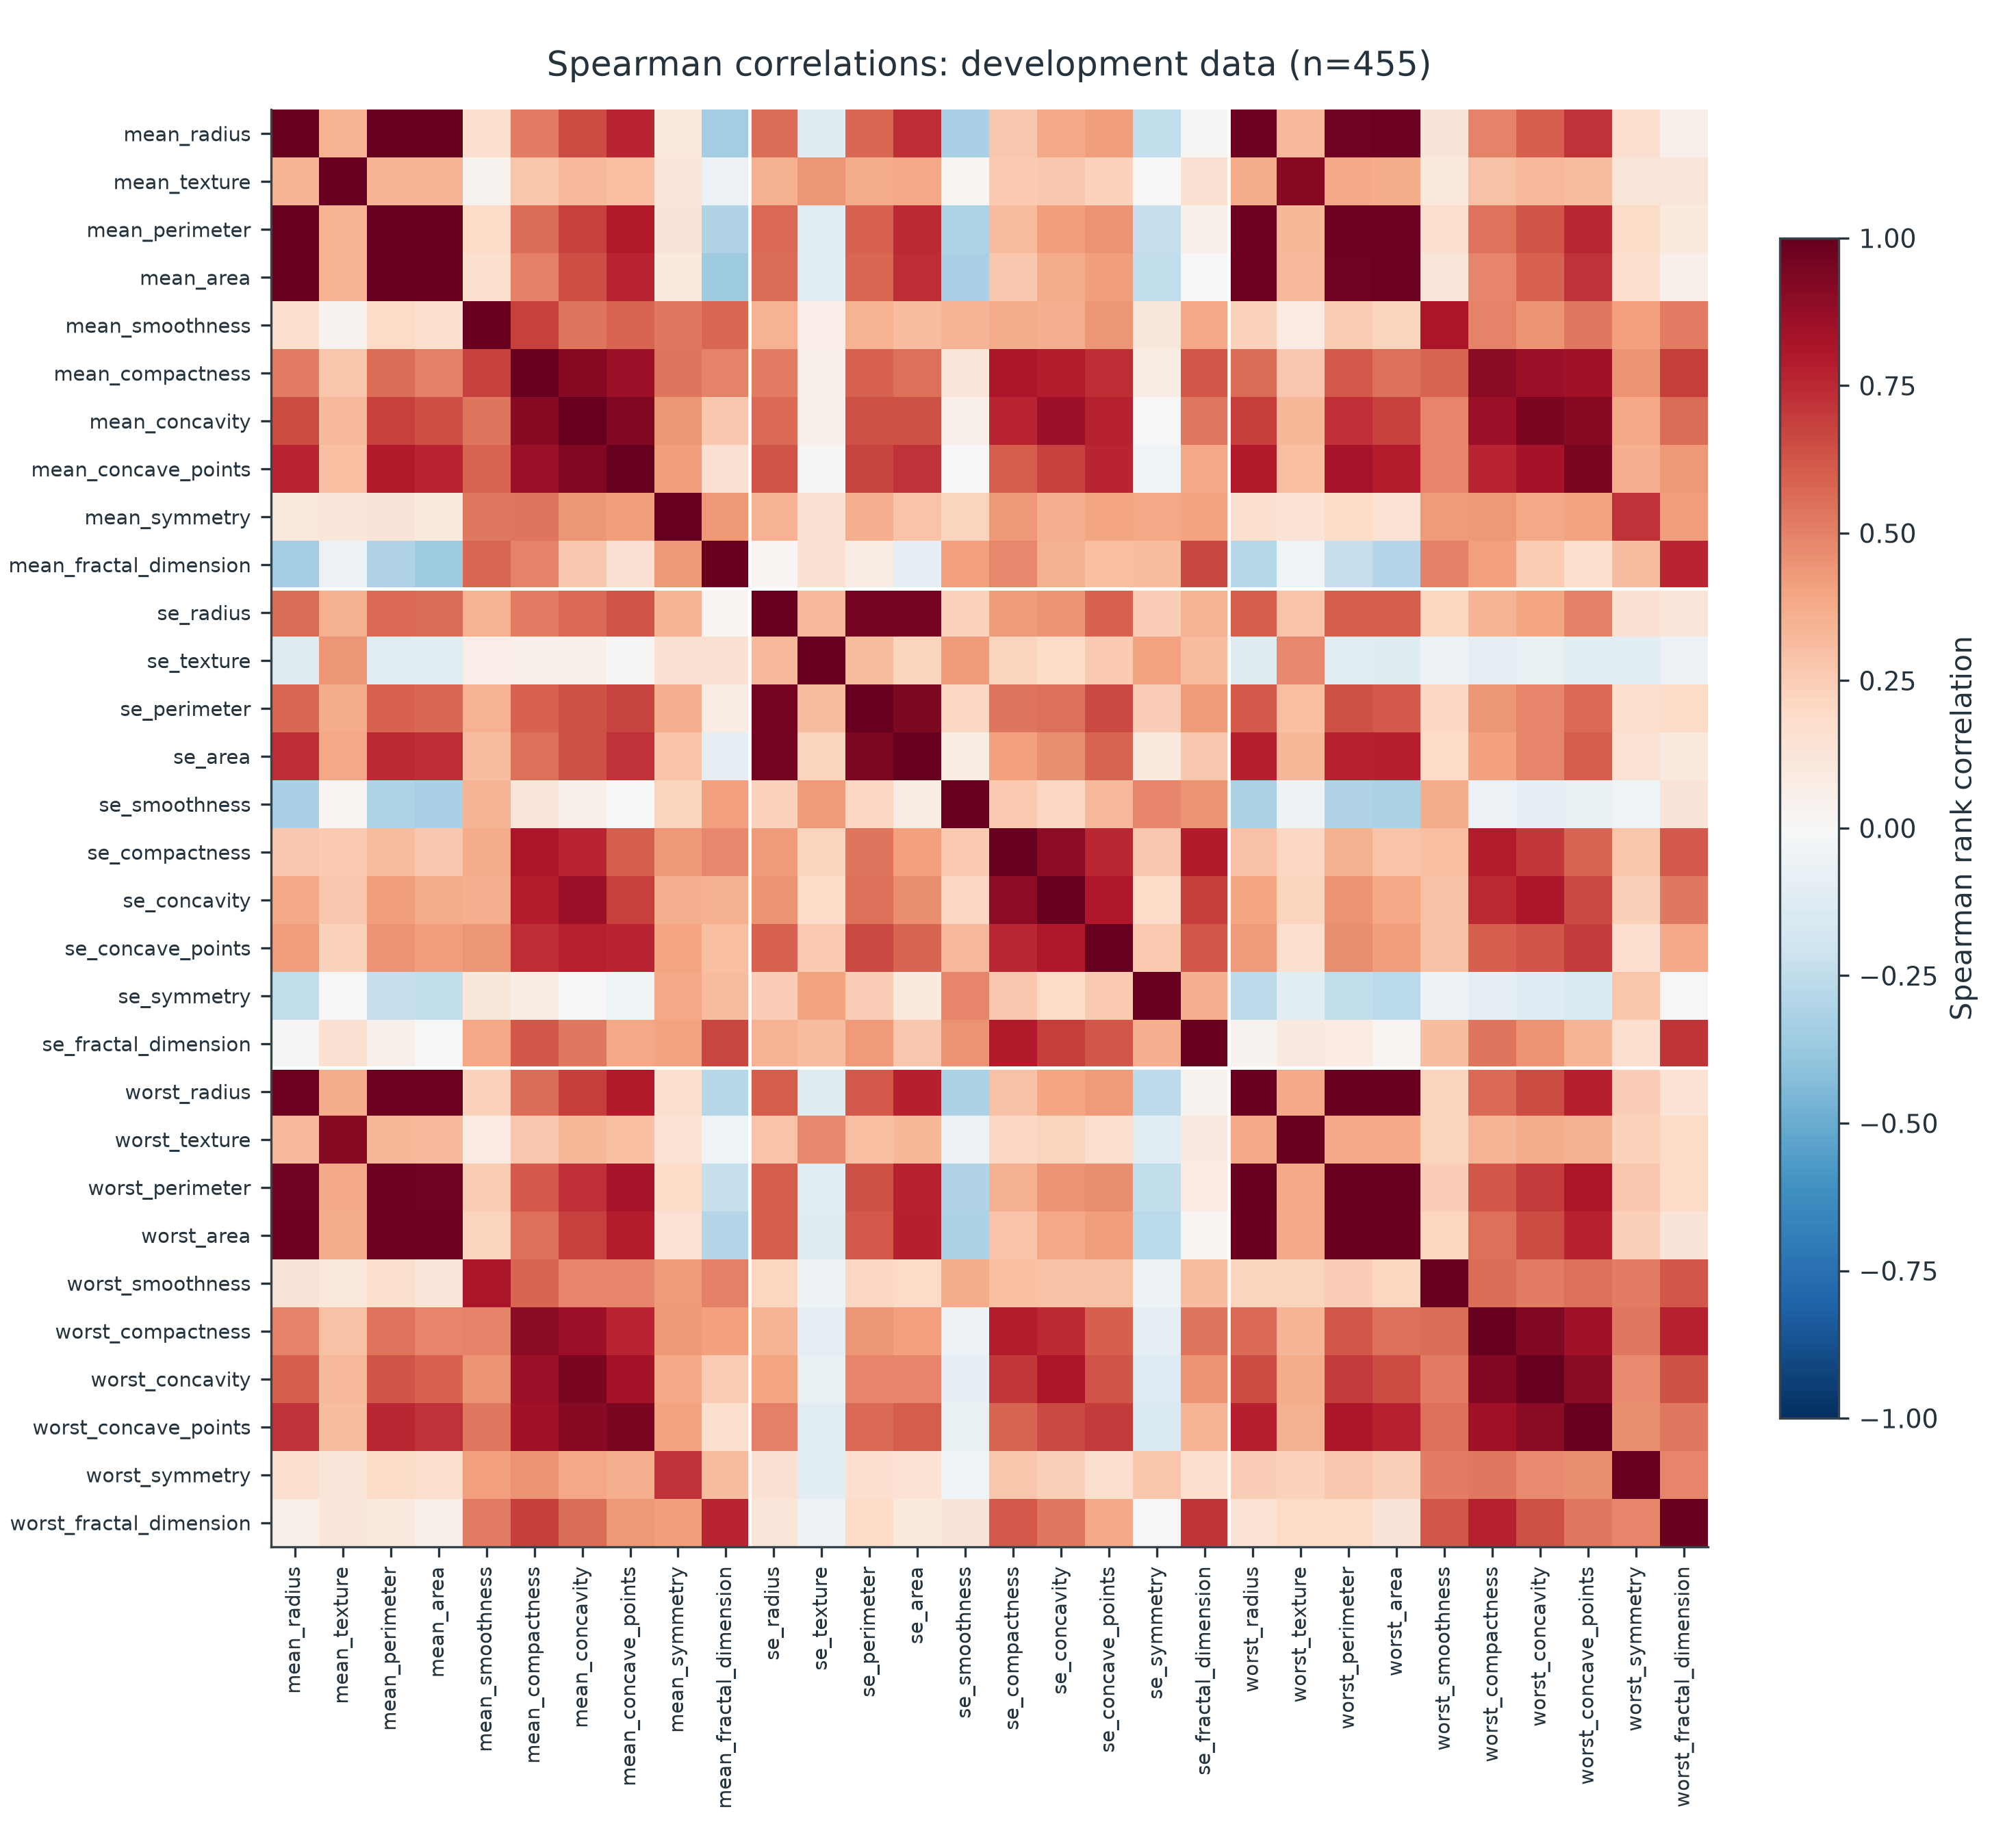 Spearman correlations: development data (n=455)
mean_radius
mean_texture
mean_perimeter
mean_area
mean_smoothness
mean_compactness
mean_concavity
mean_concave_points
mean_symmetry
mean_fractal_dimension
se_radius
se_texture
se_perimeter
se_area
se_smoothness
se_compactness
se_concavity
se_concave_points
se_symmetry
se_fractal_dimension
worst_radius
worst_texture
worst_perimeter
worst_area
worst_smoothness
worst_compactness
worst_concavity
worst_concave_points
worst_symmetry
worst_fractal_dimension
mean_radius
mean_texture
mean_perimeter
mean_area
mean_smoothness
mean_compactness
mean_concavity
mean_concave_points
mean_symmetry
mean_fractal_dimension
se_radius
se_texture
se_perimeter
se_area
se_smoothness
se_compactness
se_concavity
se_concave_points
se_symmetry
se_fractal_dimension
worst_radius
worst_texture
worst_perimeter
worst_area
worst_smoothness
worst_compactness
worst_concavity
worst_concave_points
worst_symmetry
worst_fractal_dimension
1.00
0.75
0.50
0.25
0.00
−0.25
−0.50
−0.75
−1.00
Spearman rank correlation